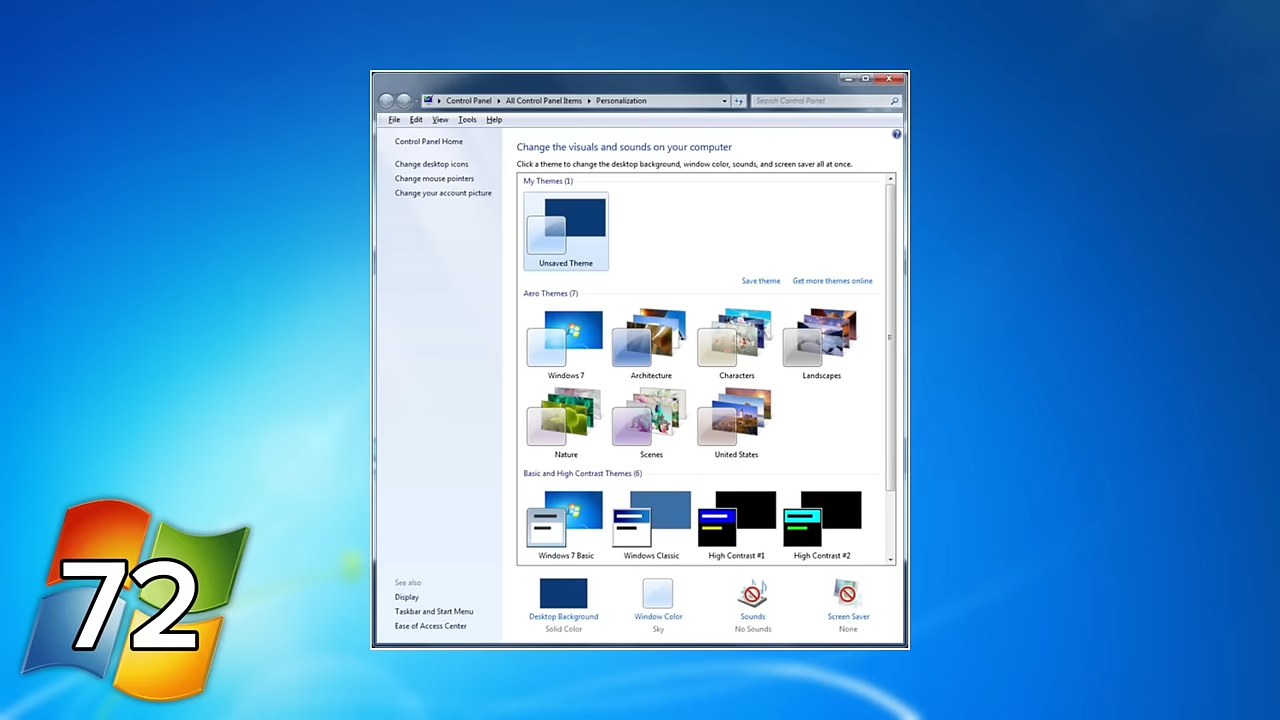 Control Panel All Control Panel Items Personalization Search Control Panel
File Edit View Tools Help
Control Panel Home
Change desktop icons
Change mouse pointers
Change your account picture
Change the visuals and sounds on your computer
Click a theme to change the desktop background, window color, sounds, and screen saver all at once.
My Themes (1)
Unsaved Theme
Save theme Get more themes online
Aero Themes (7)
Windows 7 Architecture Characters Landscapes
Nature Scenes United States
Basic and High Contrast Themes (6)
Windows 7 Basic Windows Classic High Contrast #1 High Contrast #2
See also
Display
Taskbar and Start Menu
Ease of Access Center
Desktop Background Window Color Sounds Screen Saver
Solid Color Sky No Sounds None
72